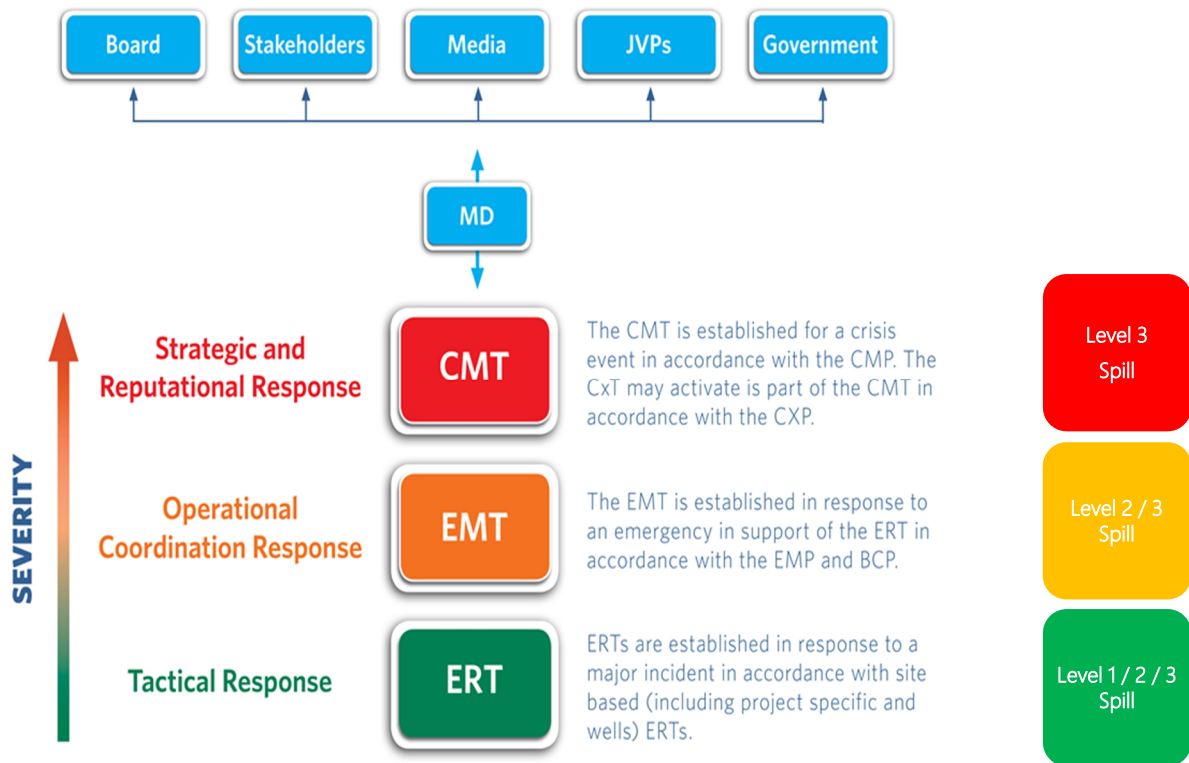 Board
Stakeholders
Media
JVPs
Government
MD
SEVERITY
Strategic and
Reputational Response
CMT
The CMT is established for a crisis
event in accordance with the CMP. The
CxT may activate is part of the CMT in
accordance with the CXP.
Level 3
Spill
Operational
Coordination Response
EMT
The EMT is established in response to
an emergency in support of the ERT in
accordance with the EMP and BCP.
Level 2 / 3
Spill
Tactical Response
ERT
ERTs are established in response to a
major incident in accordance with site
based (including project specific and
wells) ERTs.
Level 1 / 2 / 3
Spill